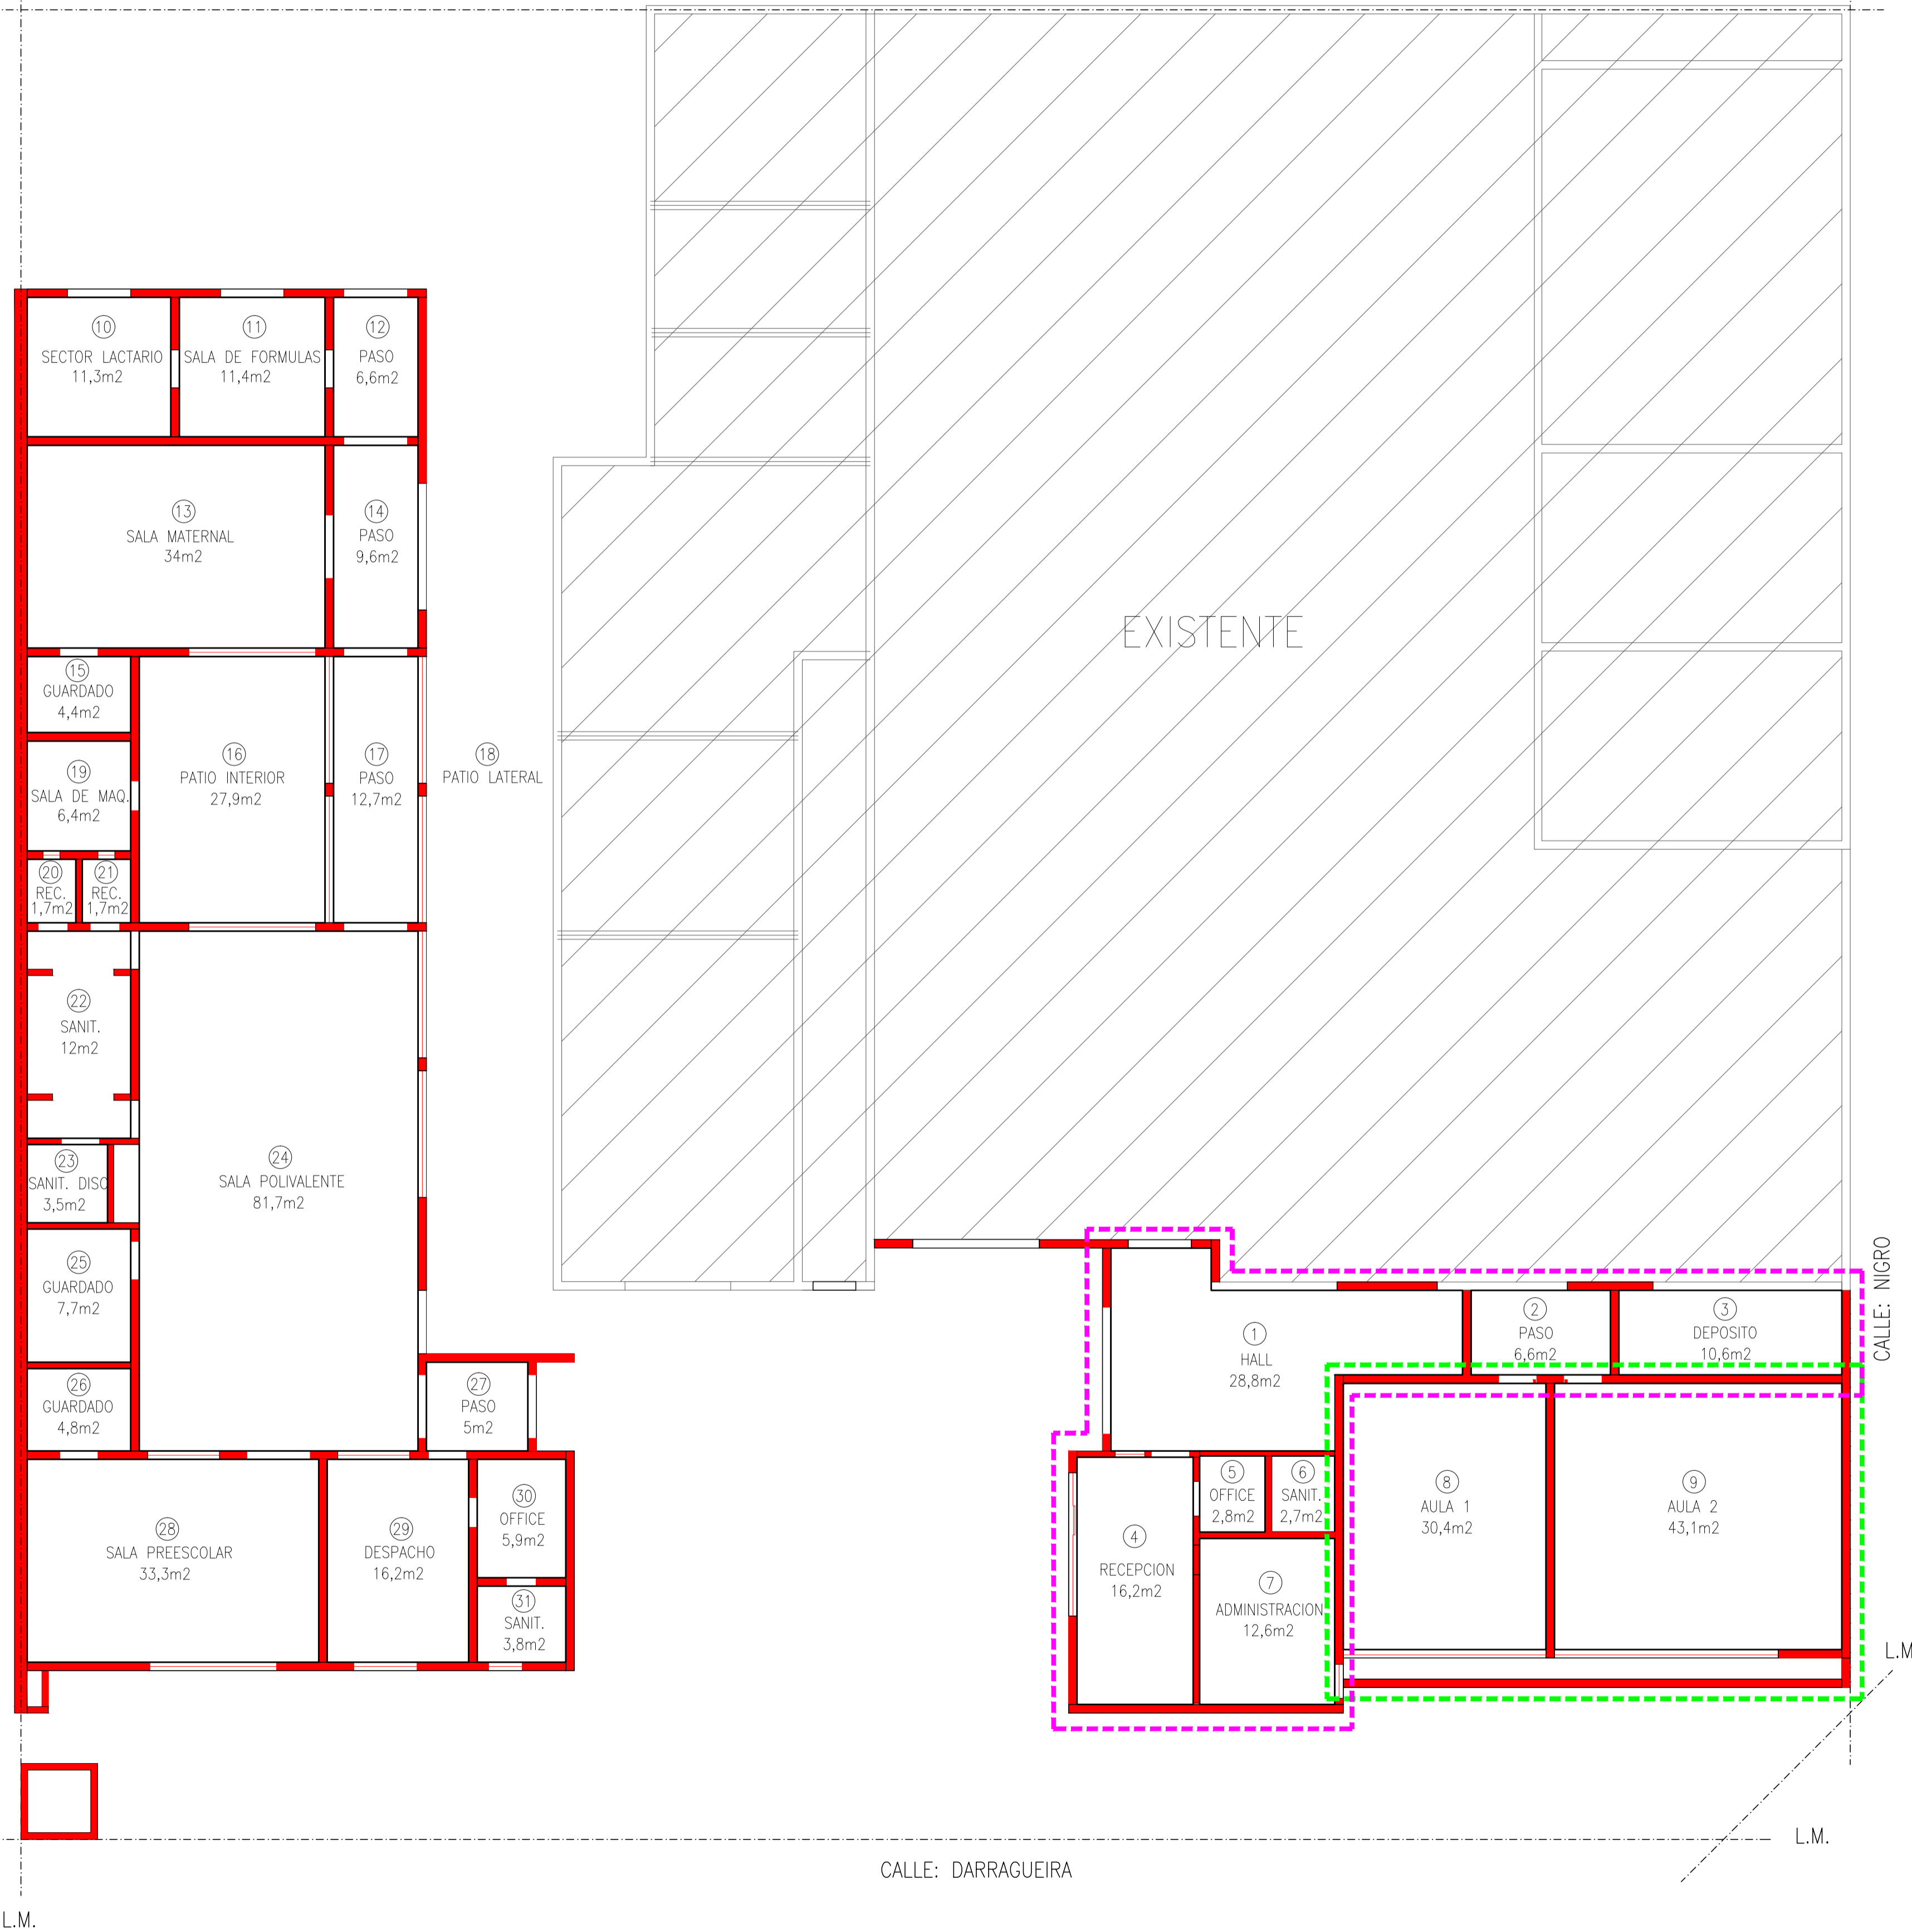 10
SECTOR LACTARIO
11,3m2
11
SALA DE FORMULAS
11,4m2
12
PASO
6,6m2
13
SALA MATERNAL
34m2
14
PASO
9,6m2
EXISTENTE
15
GUARDADO
4,4m2
16
PATIO INTERIOR
27,9m2
17
PASO
12,7m2
18
PATIO LATERAL
19
SALA DE MAQ.
6,4m2
20
REC.
1,7m2
21
REC.
1,7m2
22
SANIT.
12m2
23
SANIT. DISC
3,5m2
24
SALA POLIVALENTE
81,7m2
25
GUARDADO
7,7m2
26
GUARDADO
4,8m2
27
PASO
5m2
28
SALA PREESCOLAR
33,3m2
29
DESPACHO
16,2m2
30
OFFICE
5,9m2
31
SANIT.
3,8m2
1
HALL
28,8m2
2
PASO
6,6m2
3
DEPOSITO
10,6m2
CALLE: NIGRO
4
RECEPCION
16,2m2
5
OFFICE
2,8m2
6
SANIT.
2,7m2
7
ADMINISTRACION
12,6m2
8
AULA 1
30,4m2
9
AULA 2
43,1m2
L.M
L.M.
CALLE: DARRAGUEIRA
L.M.